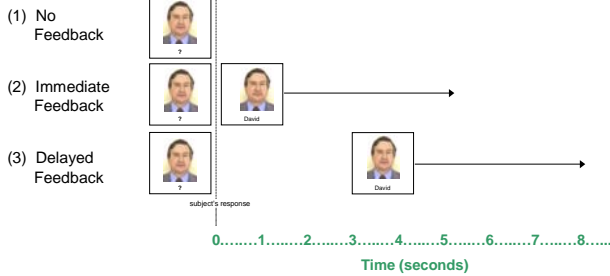 (1) No
Feedback
?
(2) Immediate
Feedback
?
David
(3) Delayed
Feedback
?
David
subject's response
0.......1.......2.......3.......4.......5.......6.......7.......8.......
Time (seconds)